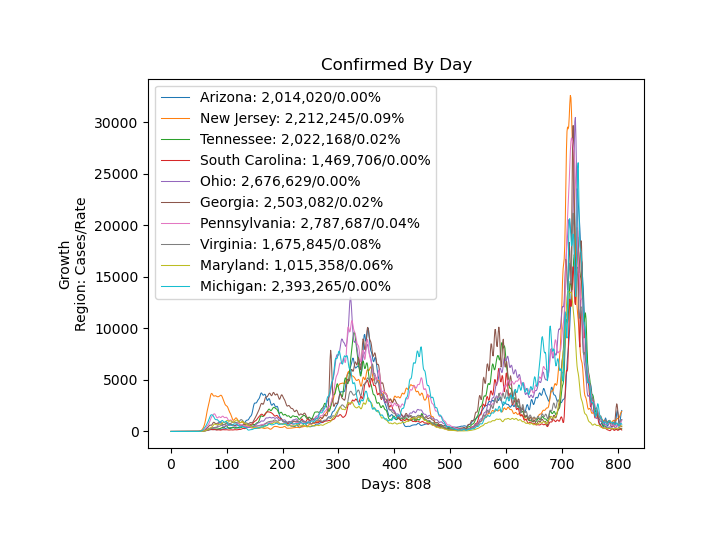 Confirmed By Day
Arizona: 2,014,020/0.00%
New Jersey: 2,212,245/0.09%
Tennessee: 2,022,168/0.02%
South Carolina: 1,469,706/0.00%
Ohio: 2,676,629/0.00%
Georgia: 2,503,082/0.02%
Pennsylvania: 2,787,687/0.04%
Virginia: 1,675,845/0.08%
Maryland: 1,015,358/0.06%
Michigan: 2,393,265/0.00%
Growth
Region: Cases/Rate
30000
25000
20000
15000
10000
5000
0
0 100 200 300 400 500 600 700 800
Days: 808